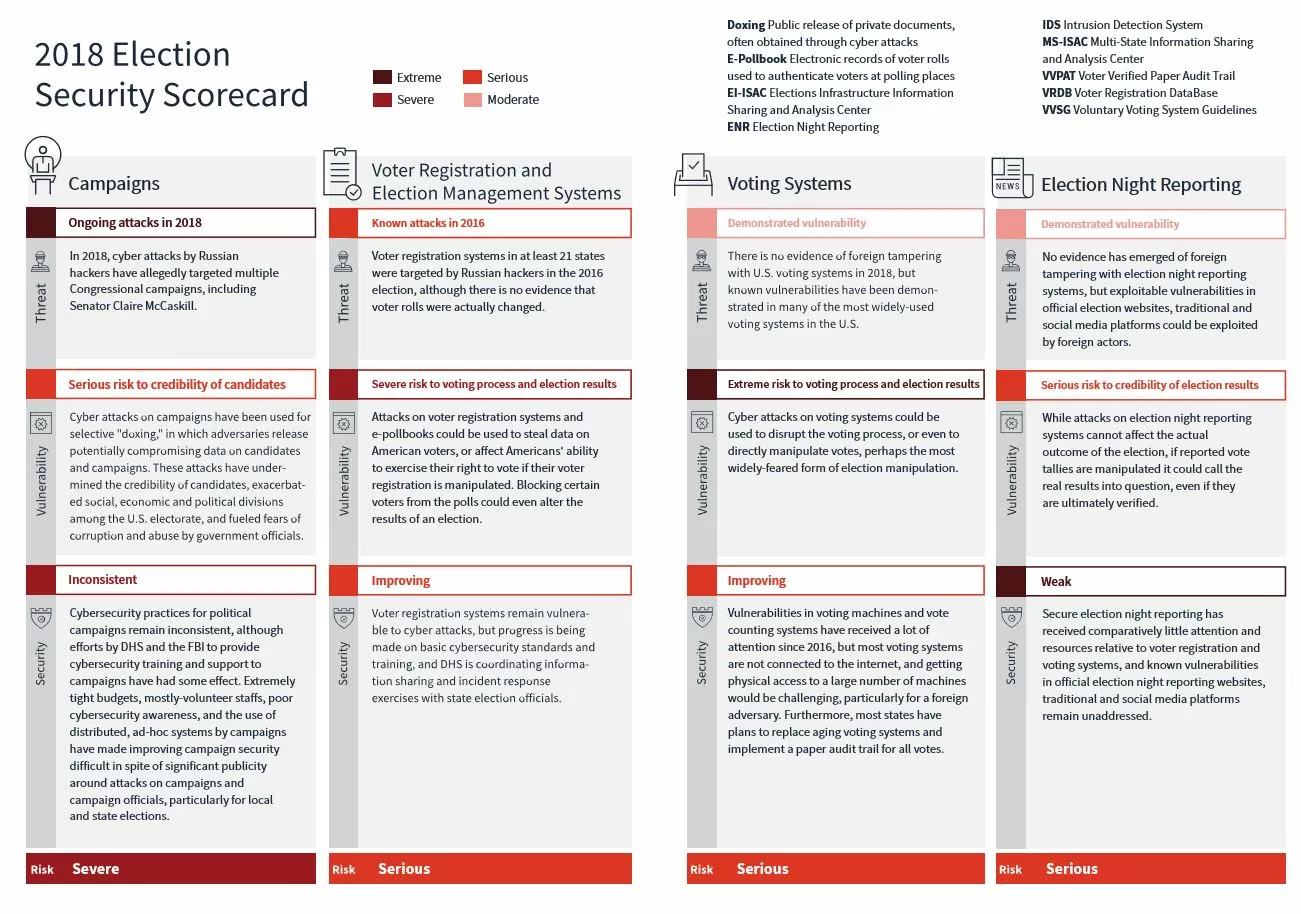 2018 Election
Security Scorecard
Extreme
Serious
Severe
Moderate
Doxing Public release of private documents,
often obtained through cyber attacks
E-Pollbook Electronic records of voter rolls
used to authenticate voters at polling places
EI-ISAC Elections Infrastructure Information
Sharing and Analysis Center
ENR Election Night Reporting
IDS Intrusion Detection System
MS-ISAC Multi-State Information Sharing
and Analysis Center
VVPAT Voter Verified Paper Audit Trail
VRDB Voter Registration DataBase
VVSG Voluntary Voting System Guidelines
Campaigns
Ongoing attacks in 2018
Threat
In 2018, cyber attacks by Russian
hackers have allegedly targeted multiple
Congressional campaigns, including
Senator Claire McCaskill.
Serious risk to credibility of candidates
Vulnerability
Cyber attacks on campaigns have been used for
selective "doxing," in which adversaries release
potentially compromising data on candidates
and campaigns. These attacks have under-
mined the credibility of candidates, exacerbat-
ed social, economic and political divisions
among the U.S. electorate, and fueled fears of
corruption and abuse by government officials.
Inconsistent
Security
Cybersecurity practices for political
campaigns remain inconsistent, although
efforts by DHS and the FBI to provide
cybersecurity training and support to
campaigns have had some effect. Extremely
tight budgets, mostly-volunteer staffs, poor
cybersecurity awareness, and the use of
distributed, ad-hoc systems by campaigns
have made improving campaign security
difficult in spite of significant publicity
around attacks on campaigns and
campaign officials, particularly for local
and state elections.
Risk Severe
Voter Registration and
Election Management Systems
Known attacks in 2016
Threat
Voter registration systems in at least 21 states
were targeted by Russian hackers in the 2016
election, although there is no evidence that
voter rolls were actually changed.
Severe risk to voting process and election results
Vulnerability
Attacks on voter registration systems and
e-pollbooks could be used to steal data on
American voters, or affect Americans' ability
to exercise their right to vote if their voter
registration is manipulated. Blocking certain
voters from the polls could even alter the
results of an election.
Improving
Security
Voter registration systems remain vulnera-
ble to cyber attacks, but progress is being
made on basic cybersecurity standards and
training, and DHS is coordinating informa-
tion sharing and incident response
exercises with state election officials.
Risk Serious
Voting Systems
Demonstrated vulnerability
Threat
There is no evidence of foreign tampering
with U.S. voting systems in 2018, but
known vulnerabilities have been demon-
strated in many of the most widely-used
voting systems in the U.S.
Extreme risk to voting process and election results
Vulnerability
Cyber attacks on voting systems could be
used to disrupt the voting process, or even to
directly manipulate votes, perhaps the most
widely-feared form of election manipulation.
Improving
Security
Vulnerabilities in voting machines and vote
counting systems have received a lot of
attention since 2016, but most voting systems
are not connected to the internet, and getting
physical access to a large number of machines
would be challenging, particularly for a foreign
adversary. Furthermore, most states have
plans to replace aging voting systems and
implement a paper audit trail for all votes.
Risk Serious
NEWS
Election Night Reporting
Demonstrated vulnerability
Threat
No evidence has emerged of foreign
tampering with election night reporting
systems, but exploitable vulnerabilities in
official election websites, traditional and
social media platforms could be exploited
by foreign actors.
Serious risk to credibility of election results
Vulnerability
While attacks on election night reporting
systems cannot affect the actual
outcome of the election, if reported vote
tallies are manipulated it could call the
real results into question, even if they
are ultimately verified.
Weak
Security
Secure election night reporting has
received comparatively little attention and
resources relative to voter registration and
voting systems, and known vulnerabilities
in official election night reporting websites,
traditional and social media platforms
remain unaddressed.
Risk Serious